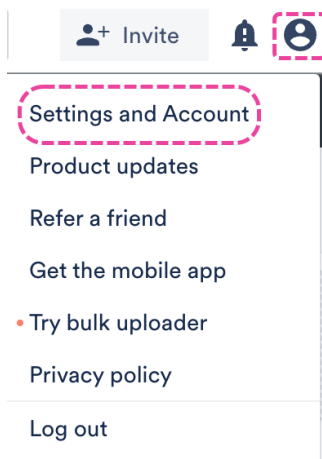 Invite
Settings and Account
Product updates
Refer a friend
Get the mobile app
Try bulk uploader
Privacy policy
Log out